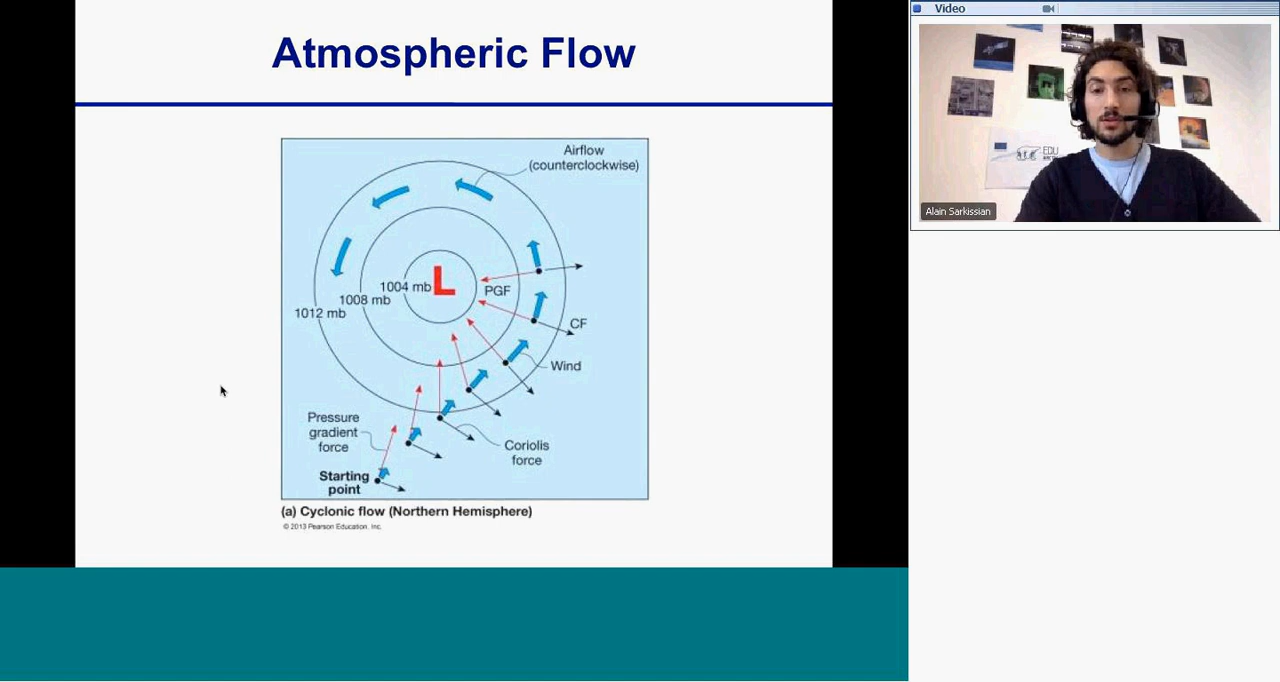 Atmospheric Flow
Airflow
(counterclockwise)
1004 mb
L
PGF
1008 mb
1012 mb
CF
Wind
Pressure
gradient
force
Coriolis
force
Starting
point
(a) Cyclonic flow (Northern Hemisphere)
© 2013 Pearson Education, Inc.
Video
EDU
Alain Sarkissian